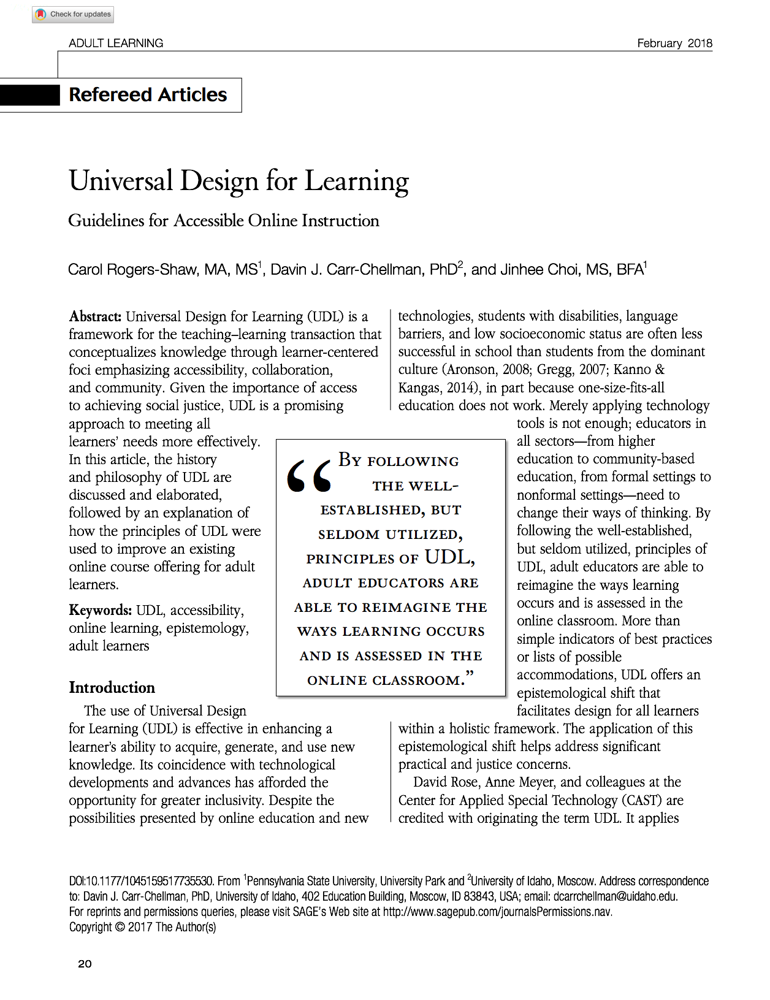 Check for updates
ADULT LEARNING
February 2018
Refereed Articles
Universal Design for Learning
Guidelines for Accessible Online Instruction
Carol Rogers-Shaw, MA, MS1, Davin J. Carr-Chellman, PhD2, and Jinhee Choi, MS, BFA1
Abstract: Universal Design for Learning (UDL) is a
framework for the teaching–learning transaction that
conceptualizes knowledge through learner-centered
foci emphasizing accessibility, collaboration,
and community. Given the importance of access
to achieving social justice, UDL is a promising
approach to meeting all
learners’ needs more effectively.
In this article, the history
and philosophy of UDL are
discussed and elaborated,
followed by an explanation of
how the principles of UDL were
used to improve an existing
online course offering for adult
learners.
Keywords: UDL, accessibility,
online learning, epistemology,
adult learners
Introduction
The use of Universal Design
for Learning (UDL) is effective in enhancing a
learner’s ability to acquire, generate, and use new
knowledge. Its coincidence with technological
developments and advances has afforded the
opportunity for greater inclusivity. Despite the
possibilities presented by online education and new
“By following
the well-
established, but
seldom utilized,
principles of UDL,
adult educators are
able to reimagine the
ways learning occurs
and is assessed in the
online classroom.”
technologies, students with disabilities, language
barriers, and low socioeconomic status are often less
successful in school than students from the dominant
culture (Aronson, 2008; Gregg, 2007; Kanno &
Kangas, 2014), in part because one-size-fits-all
education does not work. Merely applying technology
tools is not enough; educators in
all sectors—from higher
education to community-based
education, from formal settings to
nonformal settings—need to
change their ways of thinking. By
following the well-established,
but seldom utilized, principles of
UDL, adult educators are able to
reimagine the ways learning
occurs and is assessed in the
online classroom. More than
simple indicators of best practices
or lists of possible
accommodations, UDL offers an
epistemological shift that
facilitates design for all learners
within a holistic framework. The application of this
epistemological shift helps address significant
practical and justice concerns.
David Rose, Anne Meyer, and colleagues at the
Center for Applied Special Technology (CAST) are
credited with originating the term UDL. It applies
DOI:10.1177/1045159517735530. From 1Pennsylvania State University, University Park and 2University of Idaho, Moscow. Address correspondence
to: Davin J. Carr-Chellman, PhD, University of Idaho, 402 Education Building, Moscow, ID 83843, USA; email: dcarrchellman@uidaho.edu.
For reprints and permissions queries, please visit SAGE’s Web site at http://www.sagepub.com/journalsPermissions.nav.
Copyright © 2017 The Author(s)
20